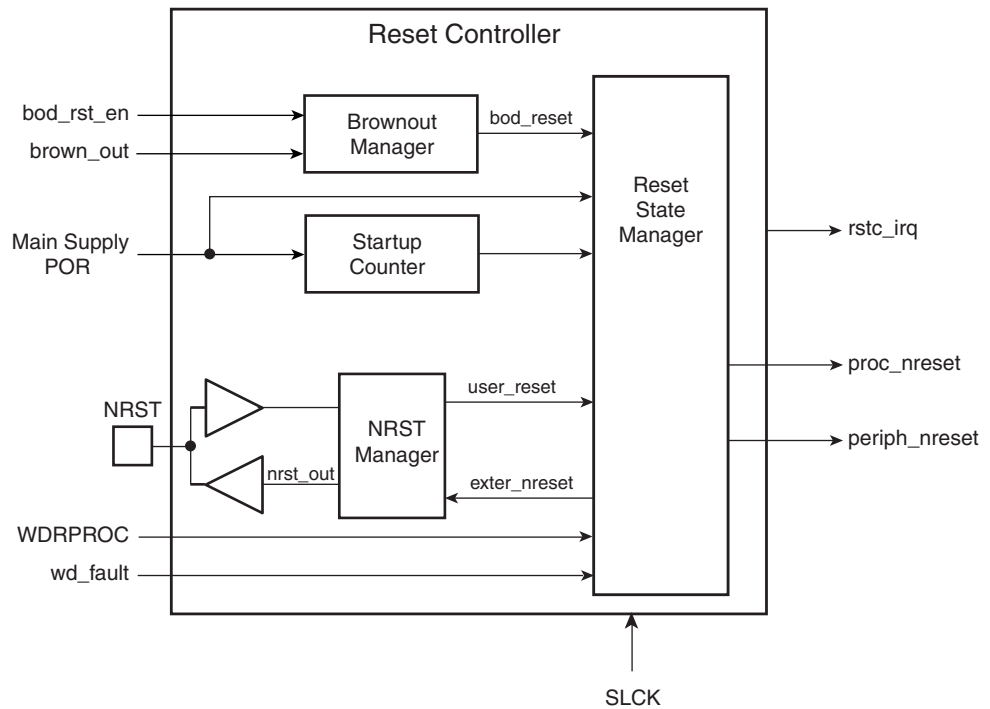 Reset Controller
bod_rst_en
brown_out
Brownout
Manager
bod_reset
Main Supply
POR
Startup
Counter
Reset
State
Manager
rstc_irq
proc_nreset
periph_nreset
NRST
NRST
Manager
user_reset
nrst_out
exter_nreset
WDRPROC
wd_fault
SLCK